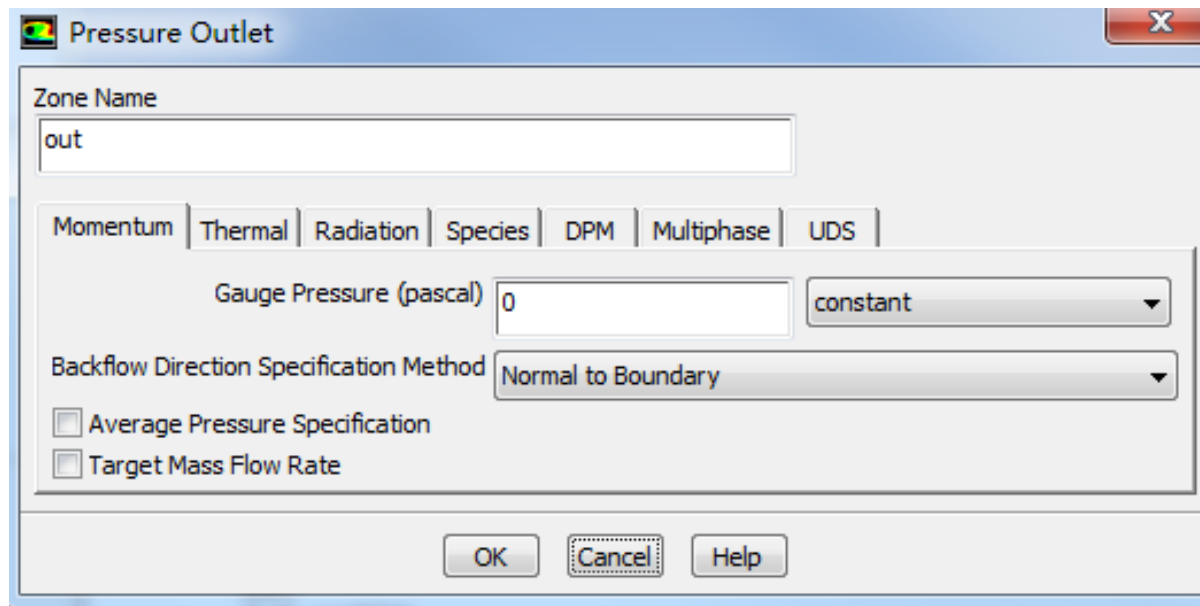 Pressure Outlet
X
Zone Name
out
Momentum Thermal Radiation Species DPM Multiphase UDS
Gauge Pressure (pascal) 0 constant
Backflow Direction Specification Method Normal to Boundary
Average Pressure Specification
Target Mass Flow Rate
OK Cancel Help